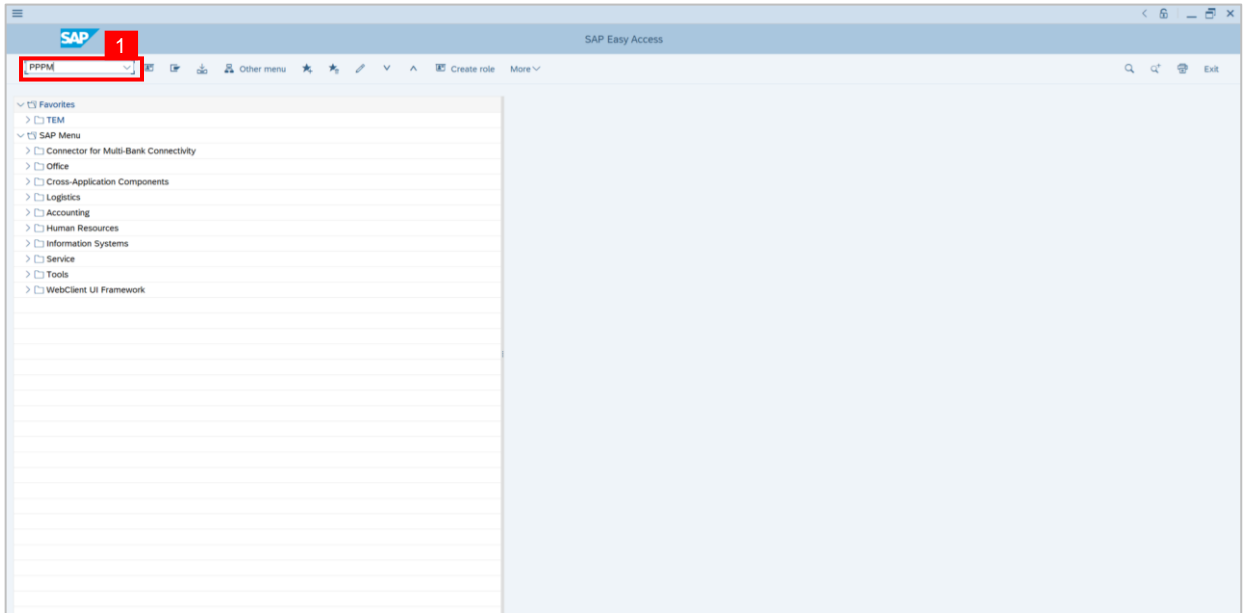 SAP Easy Access
SAP
1
PPPM
Other menu
Create role
More
Exit
Favorites
TEM
SAP Menu
Connector for Multi-Bank Connectivity
Office
Cross-Application Components
Logistics
Accounting
Human Resources
Information Systems
Service
Tools
WebClient UI Framework